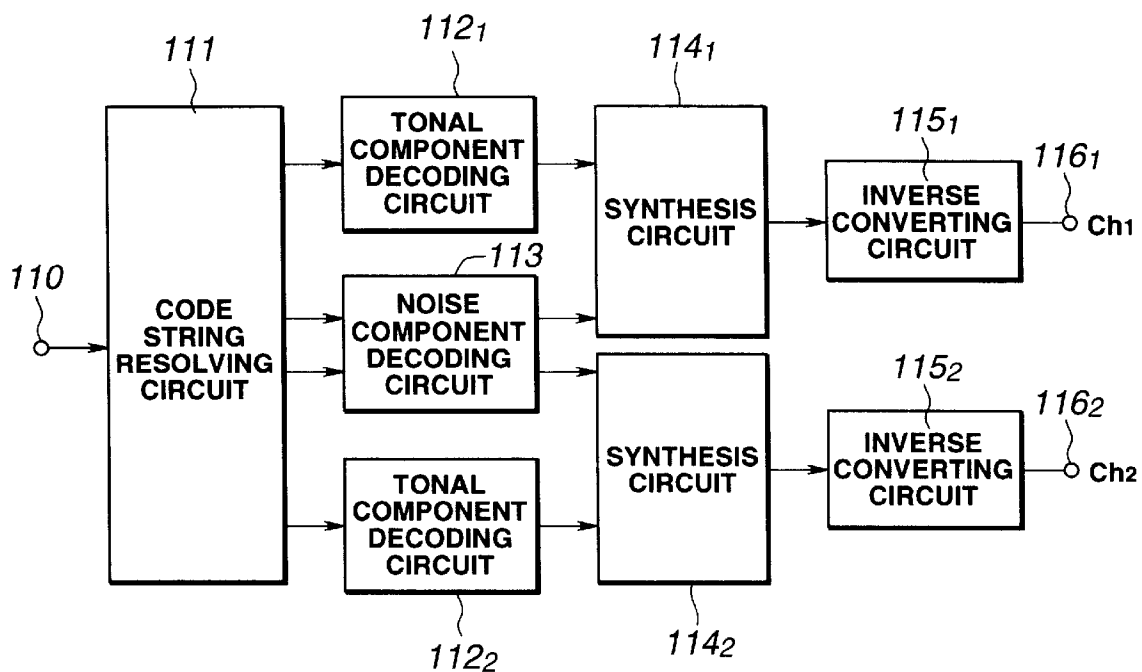 111
112₁
114₁
TONAL
COMPONENT
DECODING
CIRCUIT
115₁
116₁
INVERSE
CONVERTING
CIRCUIT
Ch1
SYNTHESIS
CIRCUIT
113
110
CODE
STRING
RESOLVING
CIRCUIT
NOISE
COMPONENT
DECODING
CIRCUIT
115₂
116₂
INVERSE
CONVERTING
CIRCUIT
Ch2
SYNTHESIS
CIRCUIT
TONAL
COMPONENT
DECODING
CIRCUIT
112₂
114₂